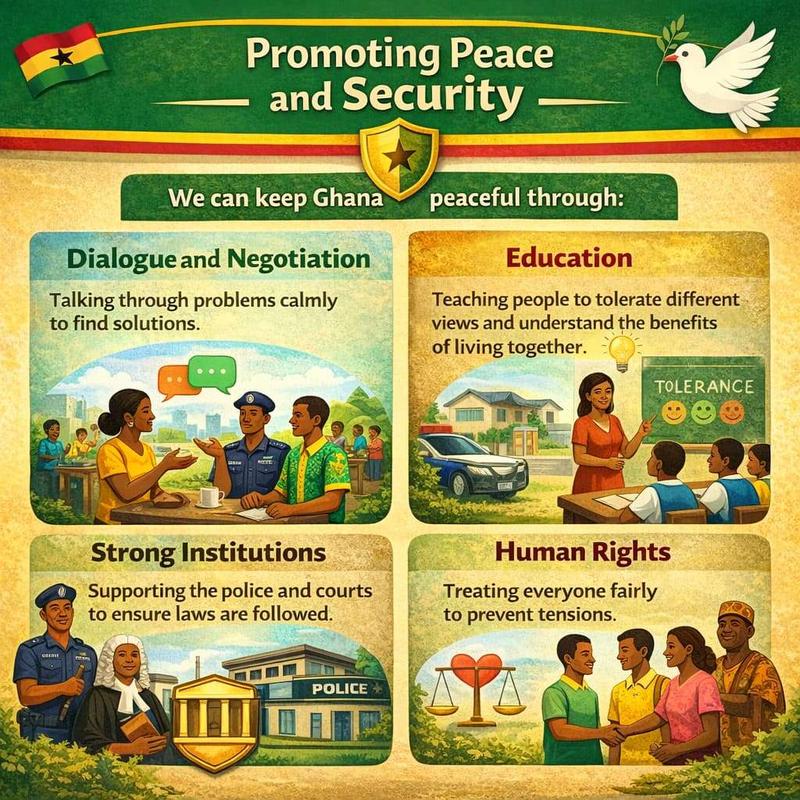 Promoting Peace
and Security
We can keep Ghana peaceful through:
Dialogue and Negotiation
Talking through problems calmly
to find solutions.
Education
Teaching people to tolerate different
views and understand the benefits
of living together.
TOLERANCE
Strong Institutions
Supporting the police and courts
to ensure laws are followed.
POLICE
Human Rights
Treating everyone fairly
to prevent tensions.